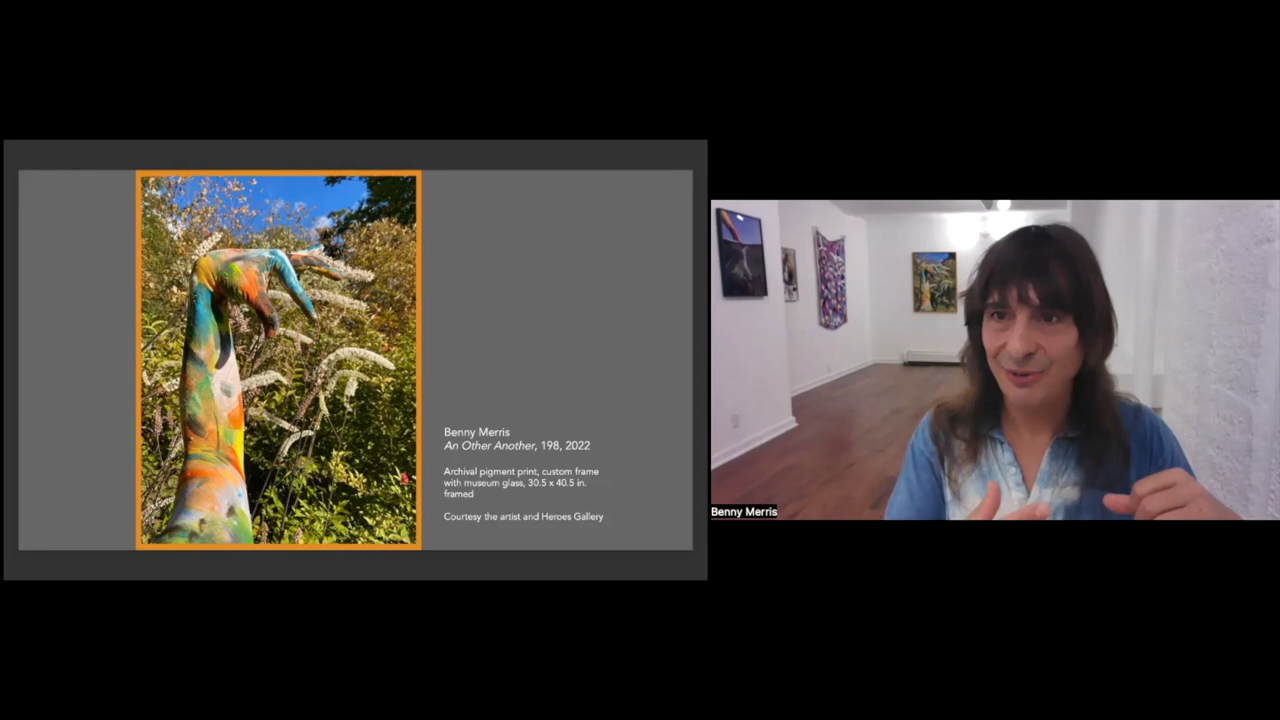 Benny Merris
An Other Another, 198, 2022
Archival pigment print, custom frame
with museum glass, 30.5 x 40.5 in.
framed
Courtesy the artist and Heroes Gallery
Benny Merris